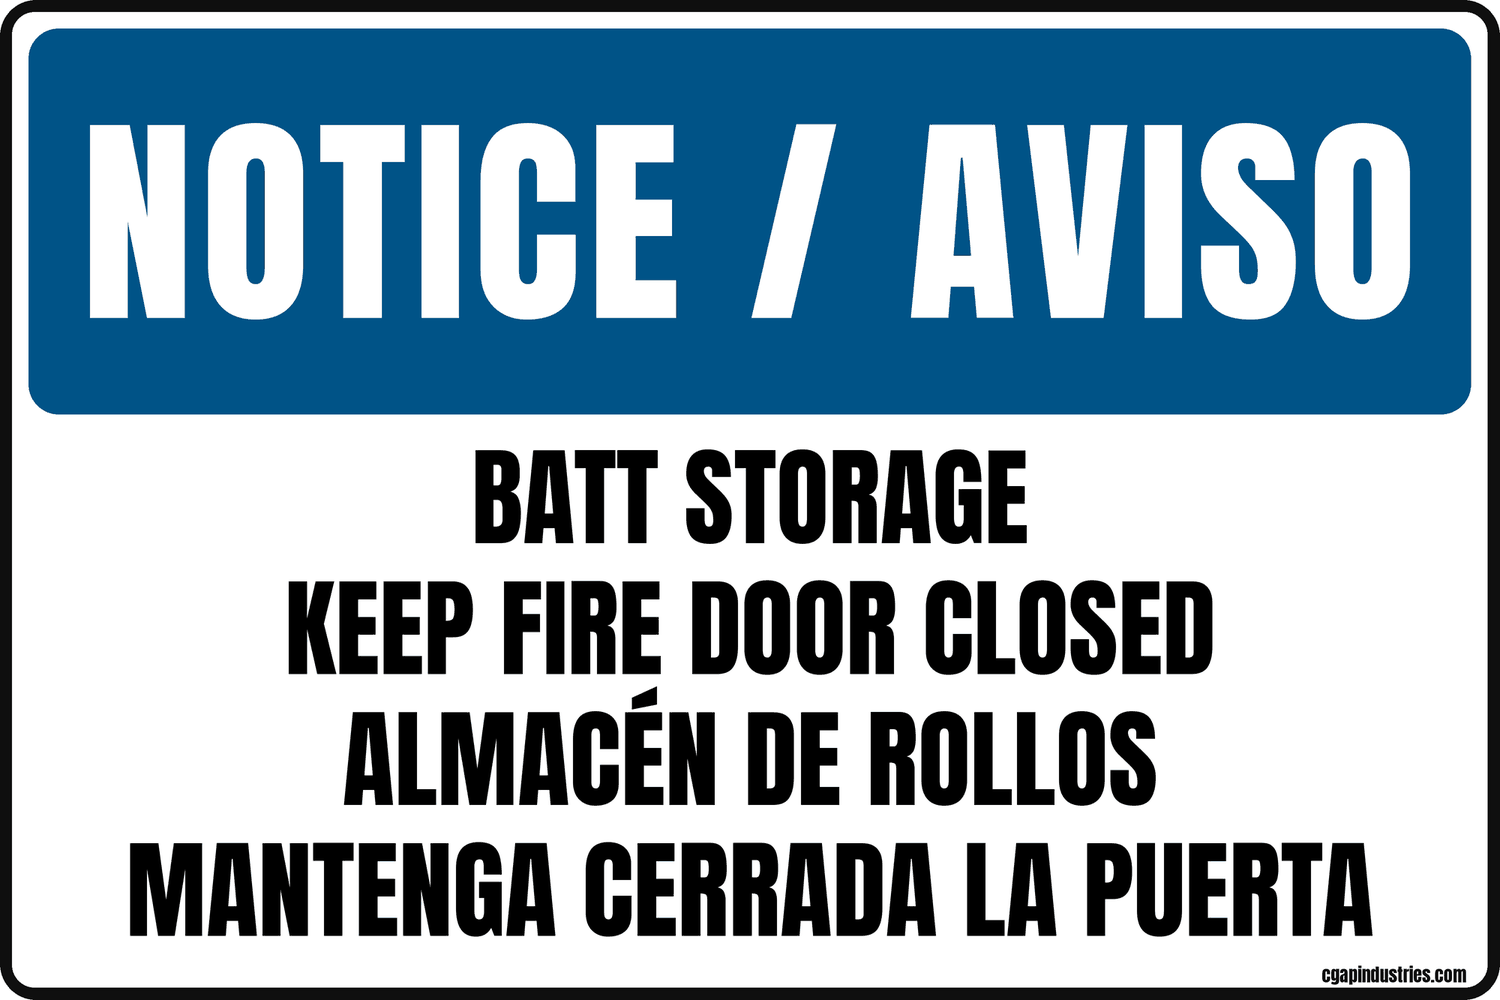 NOTICE / AVISO
BATT STORAGE
KEEP FIRE DOOR CLOSED
ALMACÉN DE ROLLOS
MANTENGA CERRADA LA PUERTA
cgapindustries.com